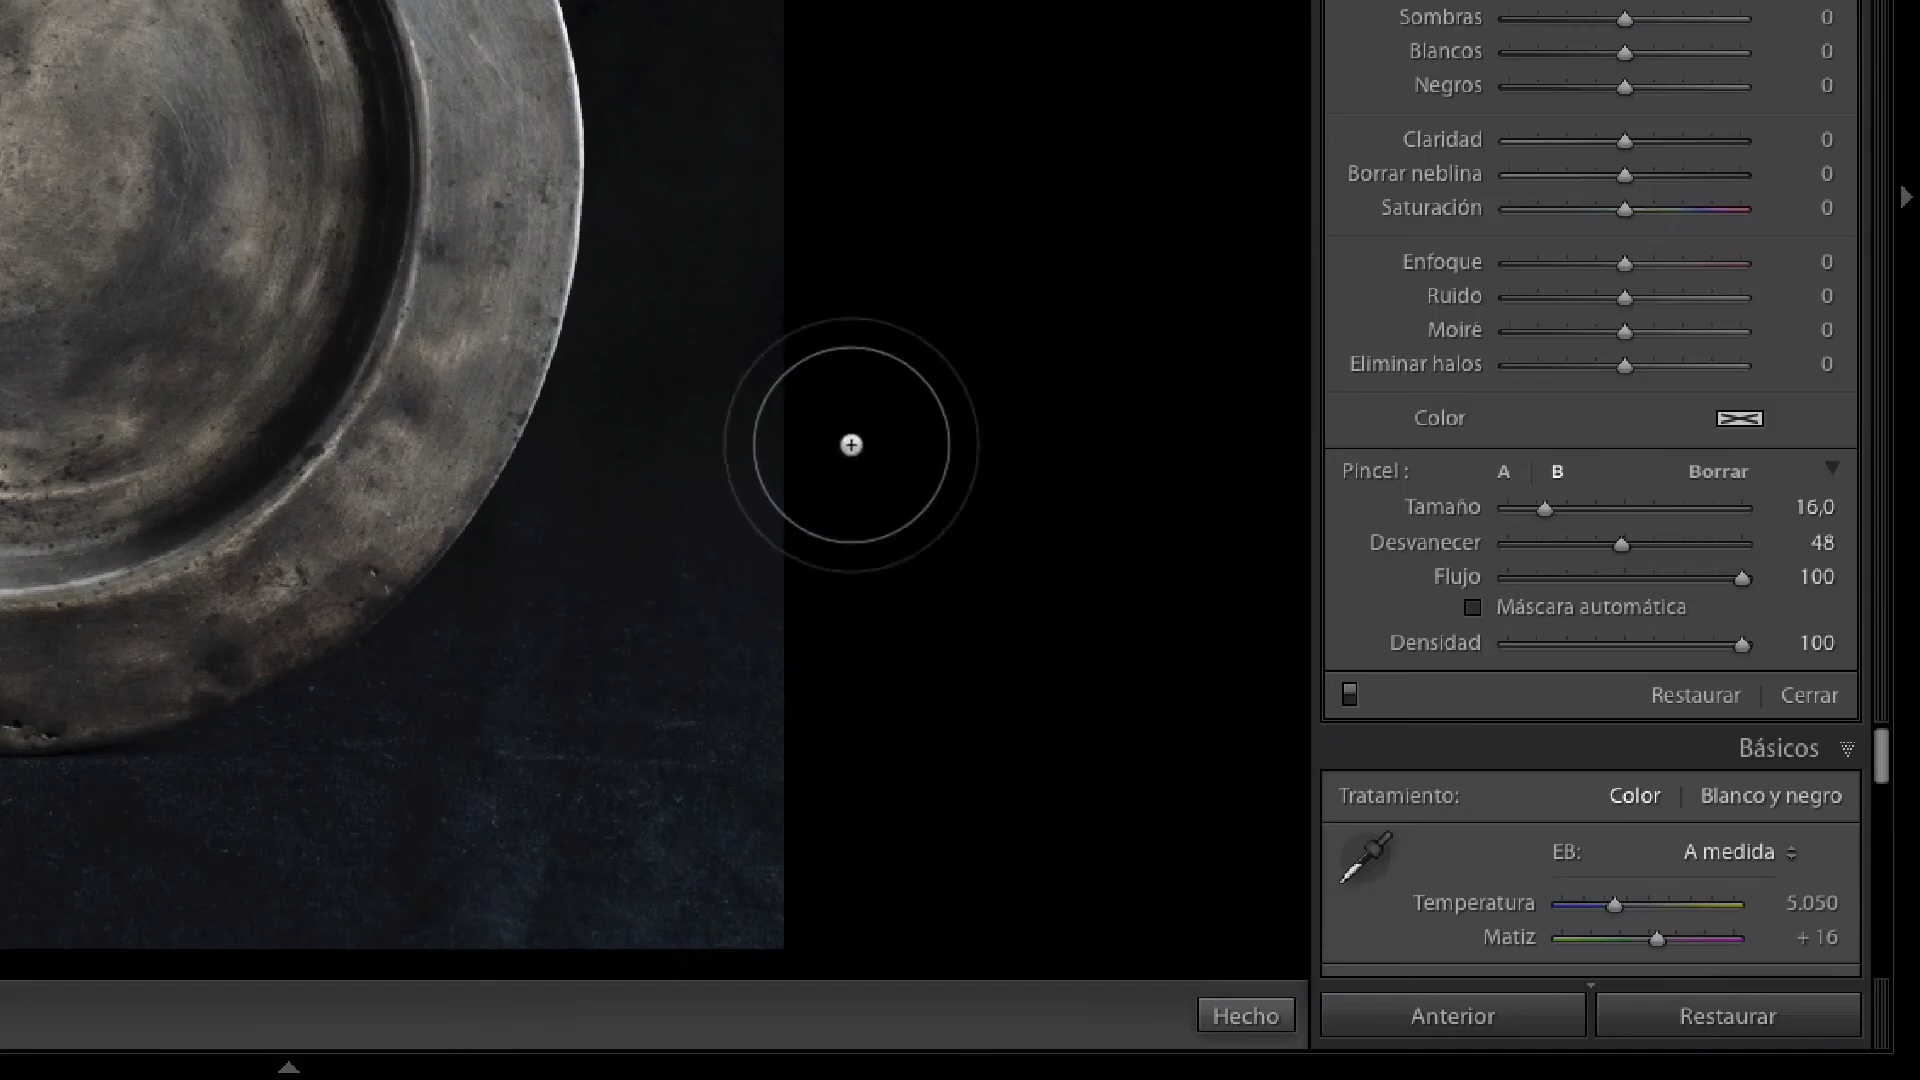 Sombras 0
Blancos 0
Negros 0
Claridad 0
Borrar neblina 0
Saturación 0
Enfoque 0
Ruido 0
Moiré 0
Eliminar halos 0
Color
Pincel : A | B Borrar
Tamaño 16,0
Desvanecer 48
Flujo 100
Máscara automática
Densidad 100
Restaurar | Cerrar
Básicos
Tratamiento: Color | Blanco y negro
EB: A medida
Temperatura 5.050
Matiz + 16
Hecho Anterior Restaurar